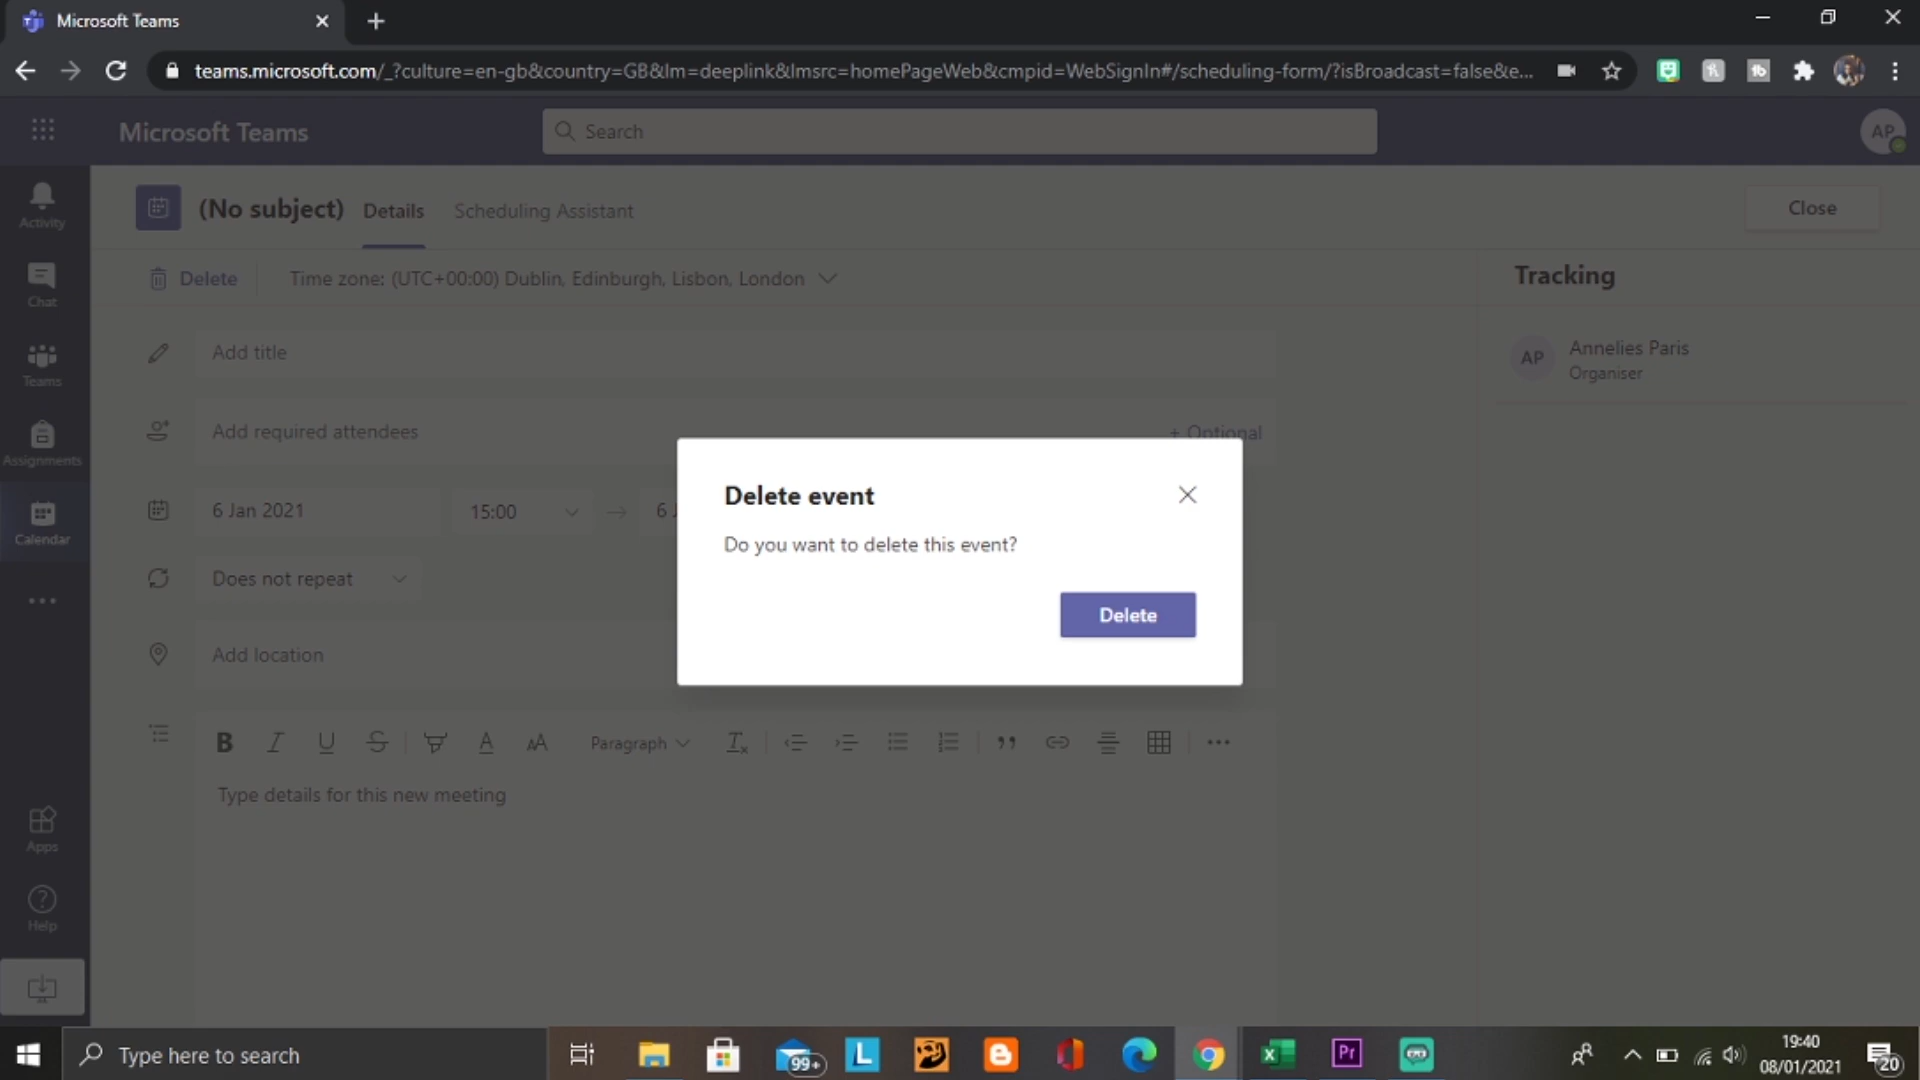 Microsoft Teams
teams.microsoft.com/_?culture=en-gb&country=GB&lm=deeplink&lmsrc=homePageWeb&cmpid=WebSignIn#/scheduling-form/?isBroadcast=false&e...
Microsoft Teams
Search
AP
Activity
Chat
Teams
Assignments
Calendar
Apps
Help
(No subject)
Details
Scheduling Assistant
Close
Delete
Time zone: (UTC+00:00) Dublin, Edinburgh, Lisbon, London
Tracking
AP
Annelies Paris
Organiser
Add title
Add required attendees
+ Optional
6 Jan 2021
15:00
6
Does not repeat
Add location
Delete event
Do you want to delete this event?
Delete
B I U S A AA Paragraph
Type details for this new meeting
Type here to search
99+
L
Pr
19:40
08/01/2021
20